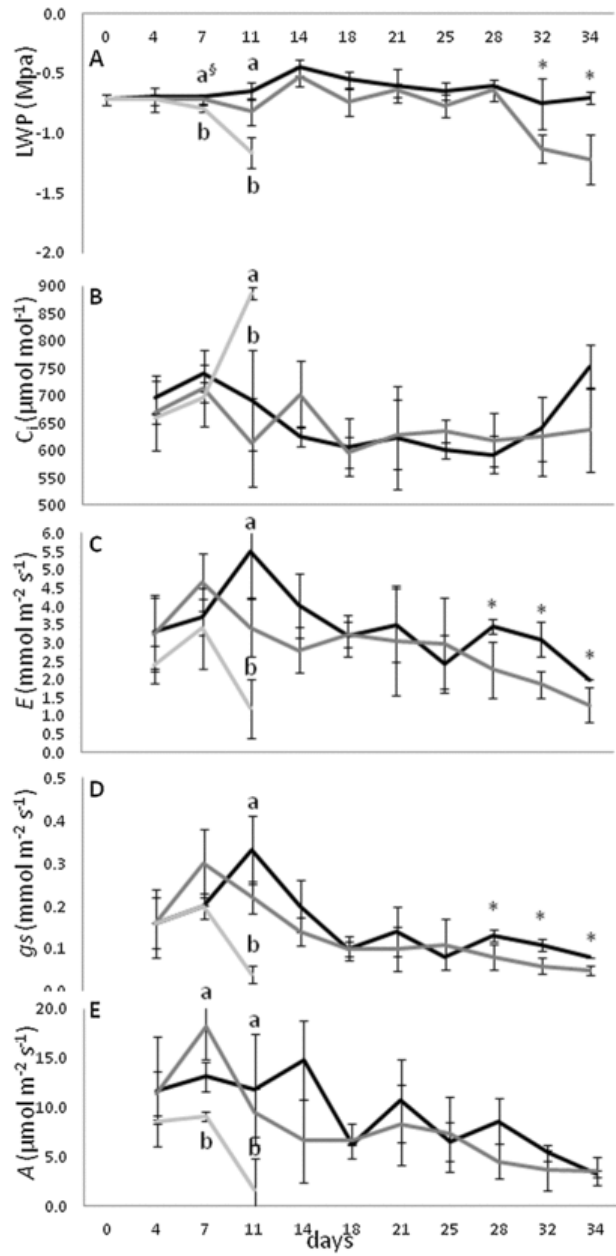 0.0
0 4 7 11 14 18 21 25 28 32 34
A
LWP (Mpa)
-0.5
-1.0
-1.5
-2.0
a§ a * *
b
b
B
Ci (µmol mol-1)
900
850
800
750
700
650
600
550
500
a
b
C
E (mmol m-2 s-1)
6.0
5.5
5.0
4.5
4.0
3.5
3.0
2.5
2.0
1.5
1.0
0.5
0.0
a
b
* * *
D
gs (mmol m-2 s-1)
0.5
0.4
0.3
0.2
0.1
a
b
* * *
E
A (µmol m-2 s-1)
20.0
15.0
10.0
5.0
0.0
a a
b
0 4 7 11 14 18 21 25 28 32 34
days